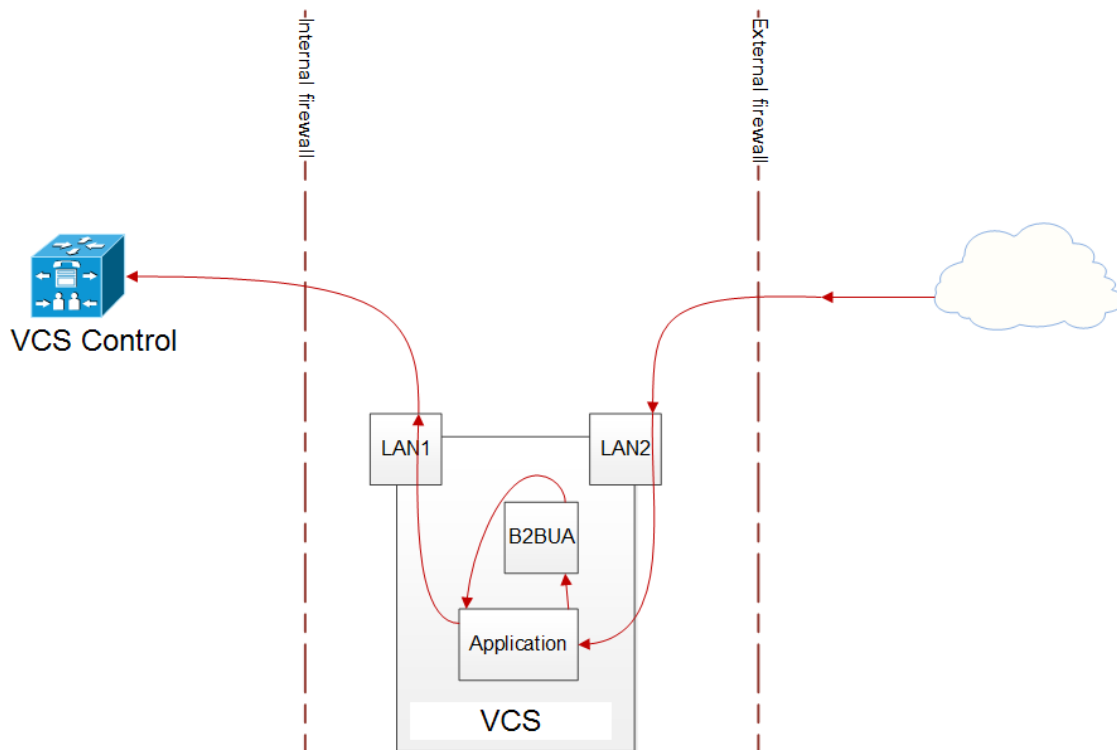 Internal firewall
External firewall
VCS Control
LAN1
LAN2
B2BUA
Application
VCS